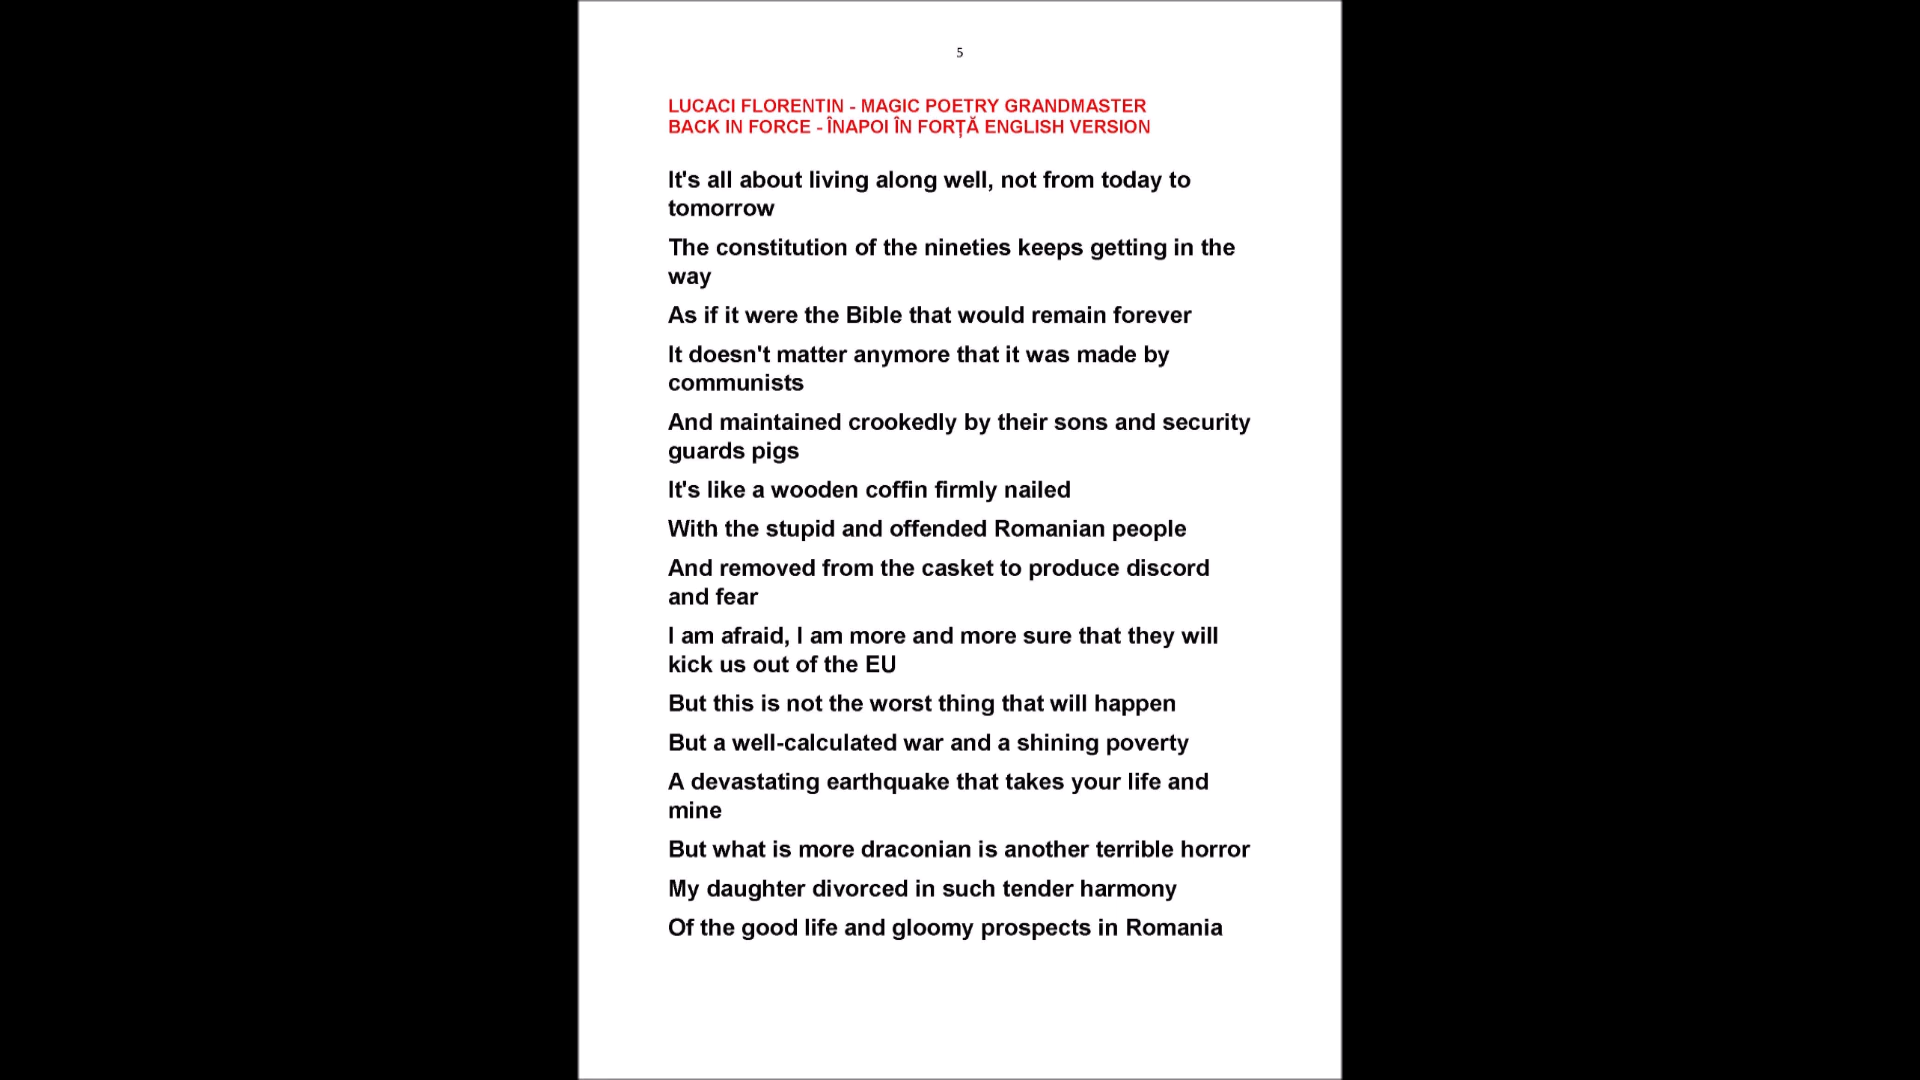 5
LUCACI FLORENTIN - MAGIC POETRY GRANDMASTER
BACK IN FORCE - ÎNAPOI ÎN FORȚĂ ENGLISH VERSION
It's all about living along well, not from today to
tomorrow
The constitution of the nineties keeps getting in the
way
As if it were the Bible that would remain forever
It doesn't matter anymore that it was made by
communists
And maintained crookedly by their sons and security
guards pigs
It's like a wooden coffin firmly nailed
With the stupid and offended Romanian people
And removed from the casket to produce discord
and fear
I am afraid, I am more and more sure that they will
kick us out of the EU
But this is not the worst thing that will happen
But a well-calculated war and a shining poverty
A devastating earthquake that takes your life and
mine
But what is more draconian is another terrible horror
My daughter divorced in such tender harmony
Of the good life and gloomy prospects in Romania